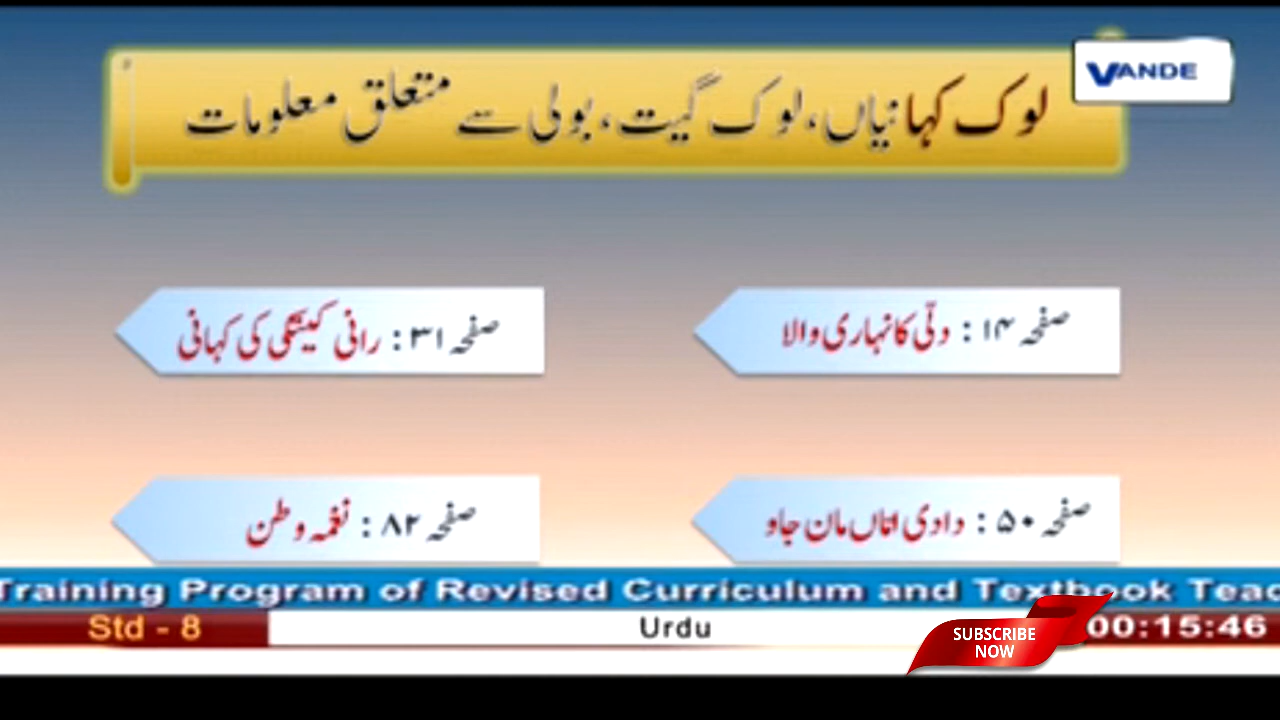 VANDE
لوک کہانیاں، لوک گیت، بولی سے متعلق معلومات
صفحہ ۱۴ : دلّی کا نہاری والا
صفحہ ۳۱ : رانی کیتکی کی کہانی
صفحہ ۵۰ : دادی امّاں مان جاو
صفحہ ۸۲ : نغمۂ وطن
Training Program of Revised Curriculum and Textbook Teac
Std - 8
Urdu
00:15:46
SUBSCRIBE
NOW